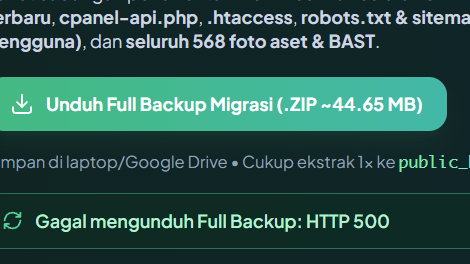 erbaru, cpanel-api.php, .htaccess, robots.txt & sitema
engguna), dan seluruh 568 foto aset & BAST.
Unduh Full Backup Migrasi (.ZIP ~44.65 MB)
mpan di laptop/Google Drive • Cukup ekstrak 1x ke public_
Gagal mengunduh Full Backup: HTTP 500